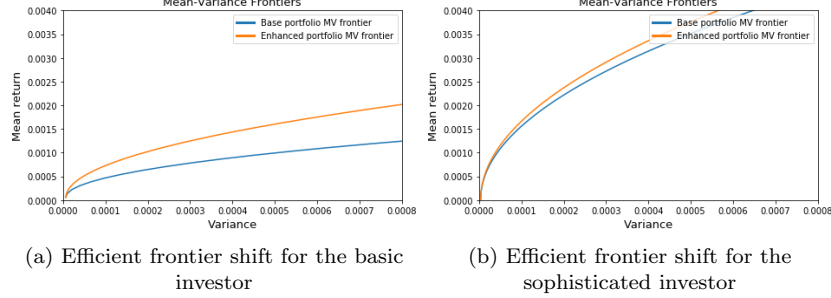 Mean-Variance Frontiers
Base portfolio MV frontier
Enhanced portfolio MV frontier
Mean return
0.0040
0.0035
0.0030
0.0025
0.0020
0.0015
0.0010
0.0005
0.0000
0.0000 0.0001 0.0002 0.0003 0.0004 0.0005 0.0006 0.0007 0.0008
Variance
(a) Efficient frontier shift for the basic
investor
Mean-Variance Frontiers
Base portfolio MV frontier
Enhanced portfolio MV frontier
Mean return
0.0040
0.0035
0.0030
0.0025
0.0020
0.0015
0.0010
0.0005
0.0000
0.0000 0.0001 0.0002 0.0003 0.0004 0.0005 0.0006 0.0007 0.0008
Variance
(b) Efficient frontier shift for the
sophisticated investor